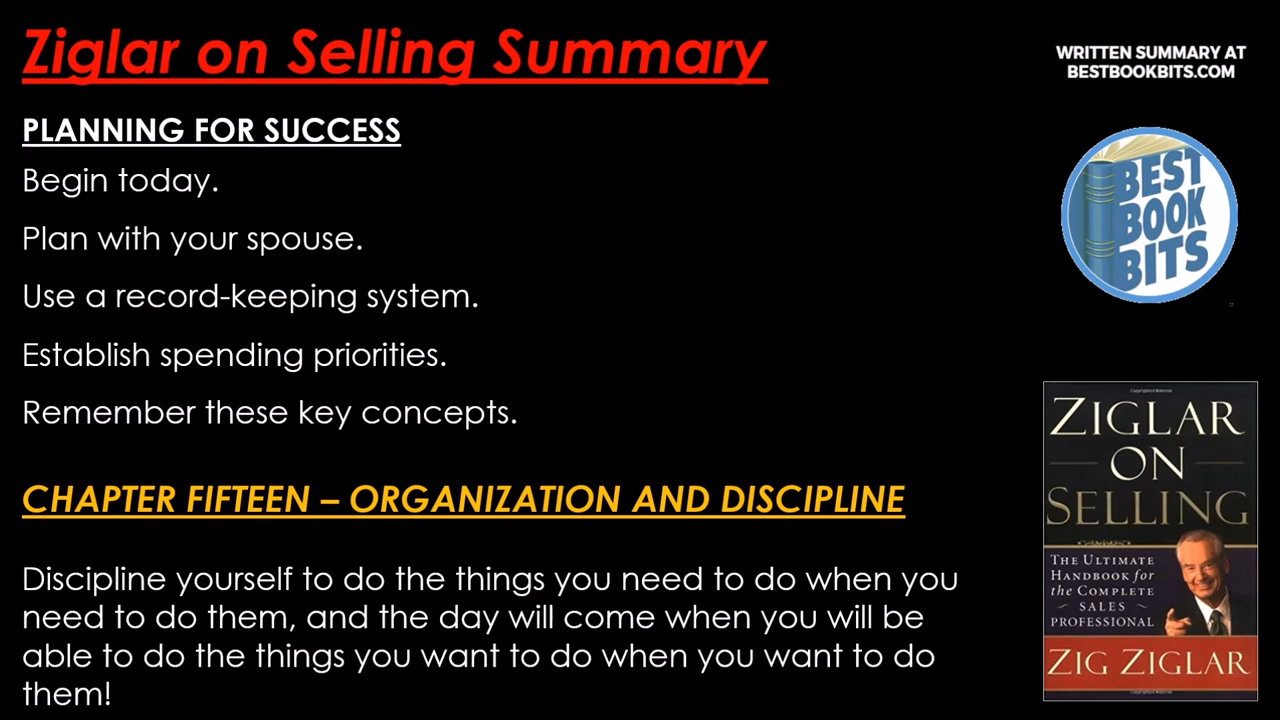 Ziglar on Selling Summary
WRITTEN SUMMARY AT
BESTBOOKBITS.COM
PLANNING FOR SUCCESS
Begin today.
Plan with your spouse.
Use a record-keeping system.
Establish spending priorities.
Remember these key concepts.
CHAPTER FIFTEEN – ORGANIZATION AND DISCIPLINE
Discipline yourself to do the things you need to do when you
need to do them, and the day will come when you will be
able to do the things you want to do when you want to do
them!
BEST
BOOK
BITS
ZIGLAR
ON
SELLING
THE ULTIMATE
HANDBOOK for
the COMPLETE
SALES
PROFESSIONAL
ZIG ZIGLAR